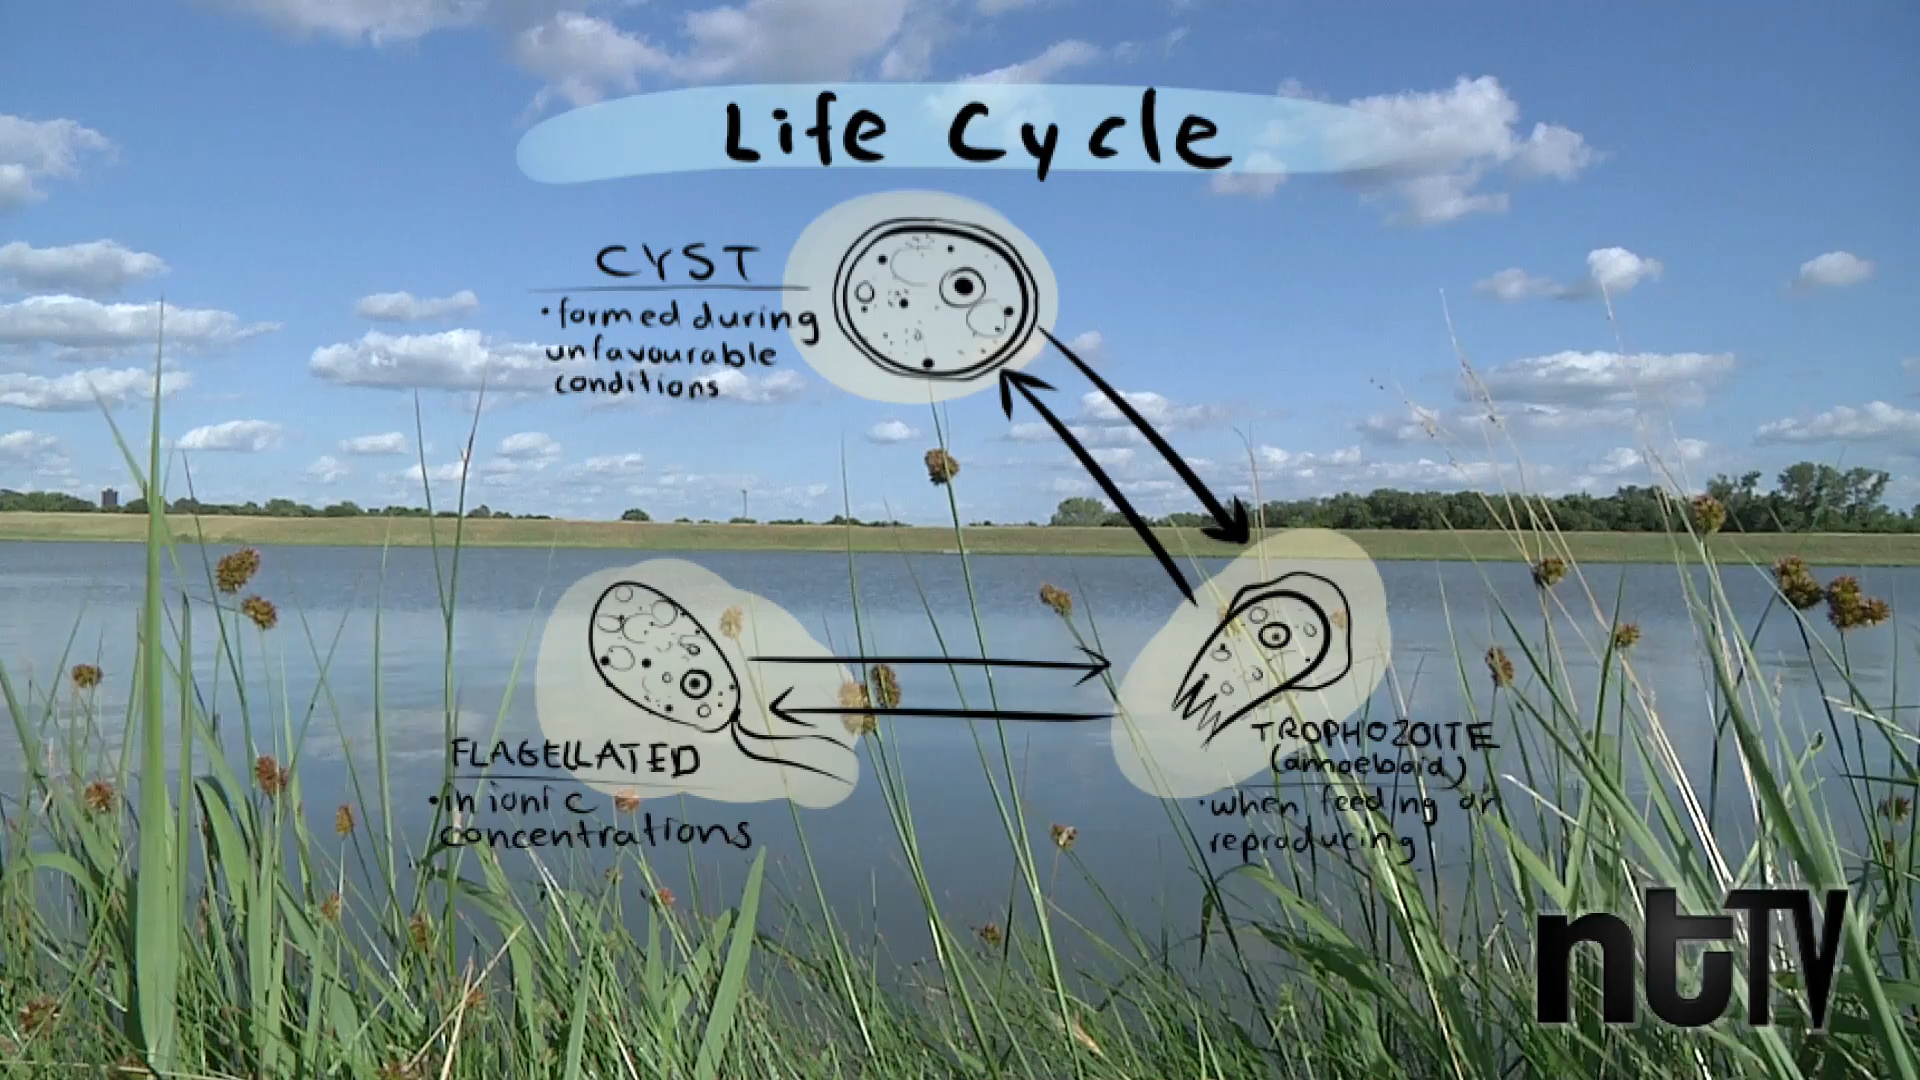 Life Cycle
CYST
•formed during
unfavourable
conditions
FLAGELLATED
•in ionic
concentrations
TROPHOZOITE
(amoeboid)
•when feeding or
reproducing
ntTV